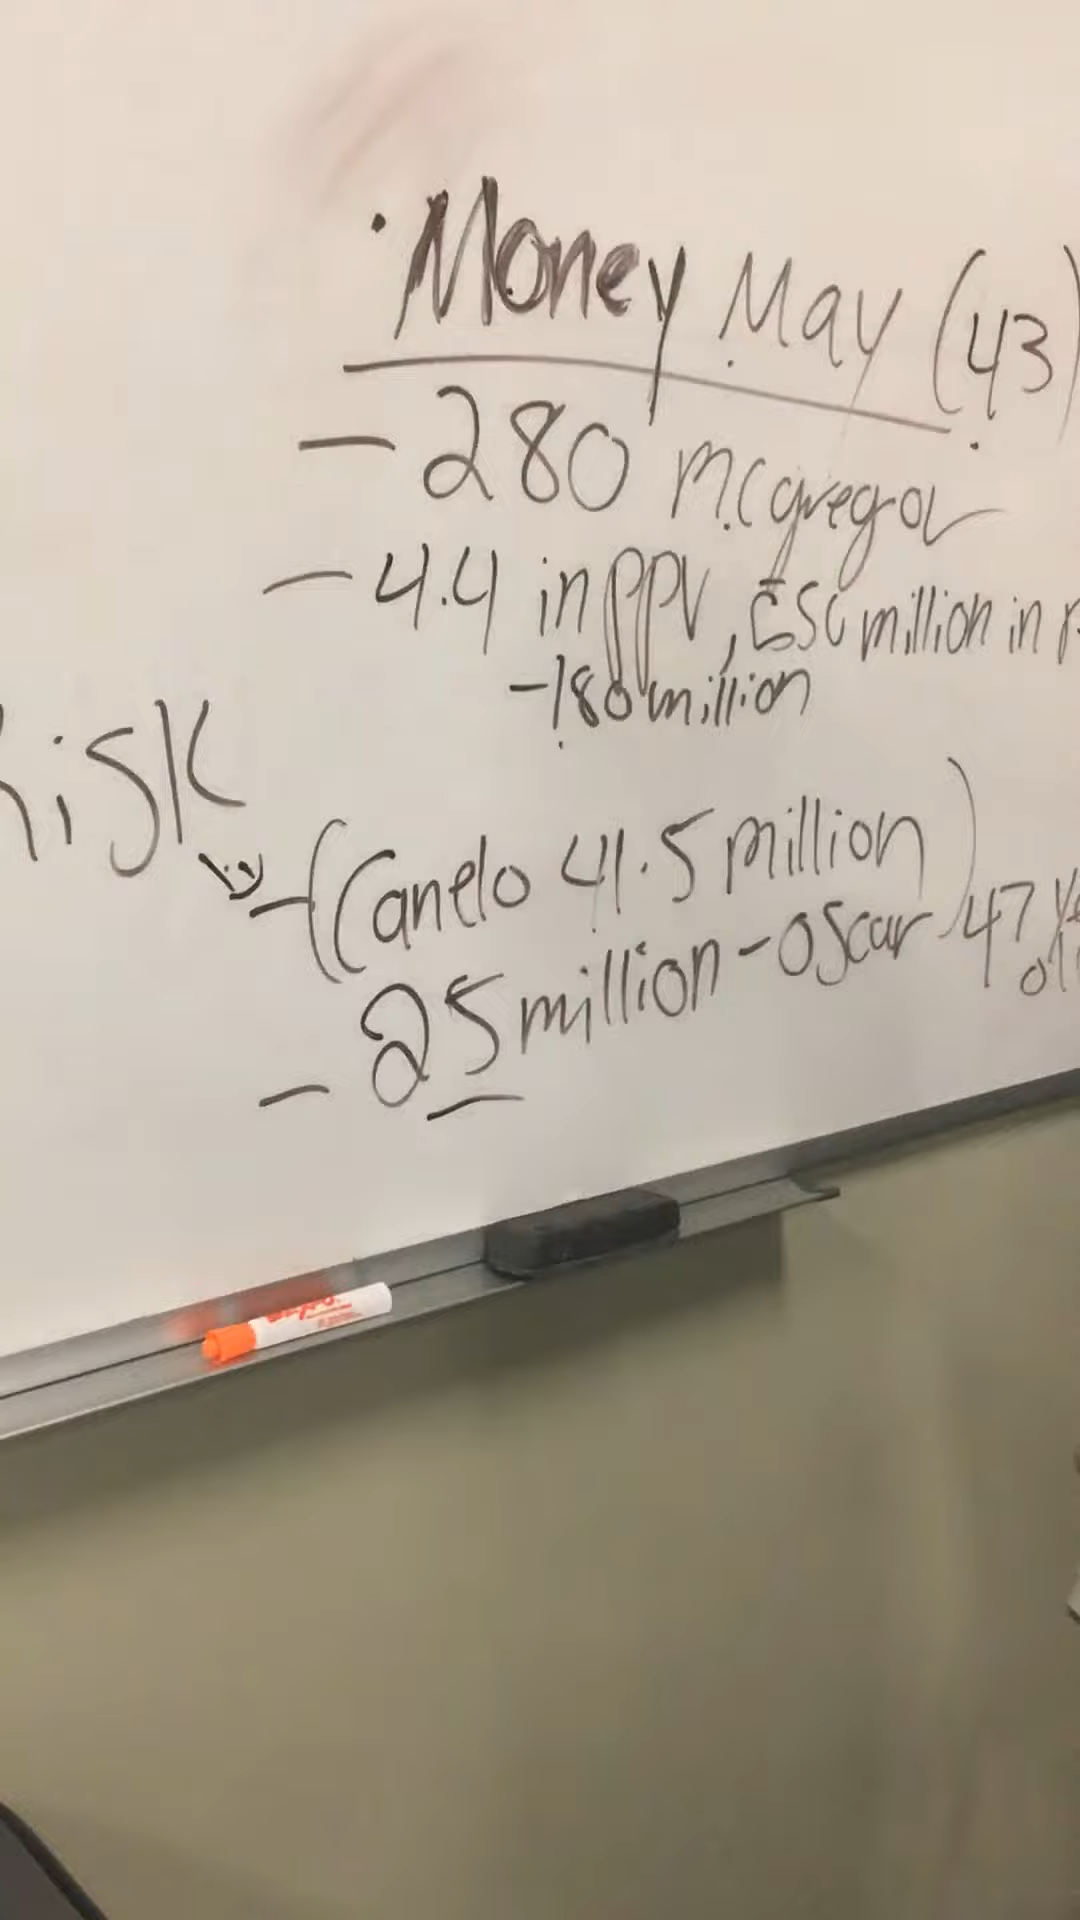 · Money May (43)
- 280 McGregor
- 4.4 in PPV, 550 million in
- 180 million
Risk
- (Canelo 41.5 million)
- 25 million - Oscar 47